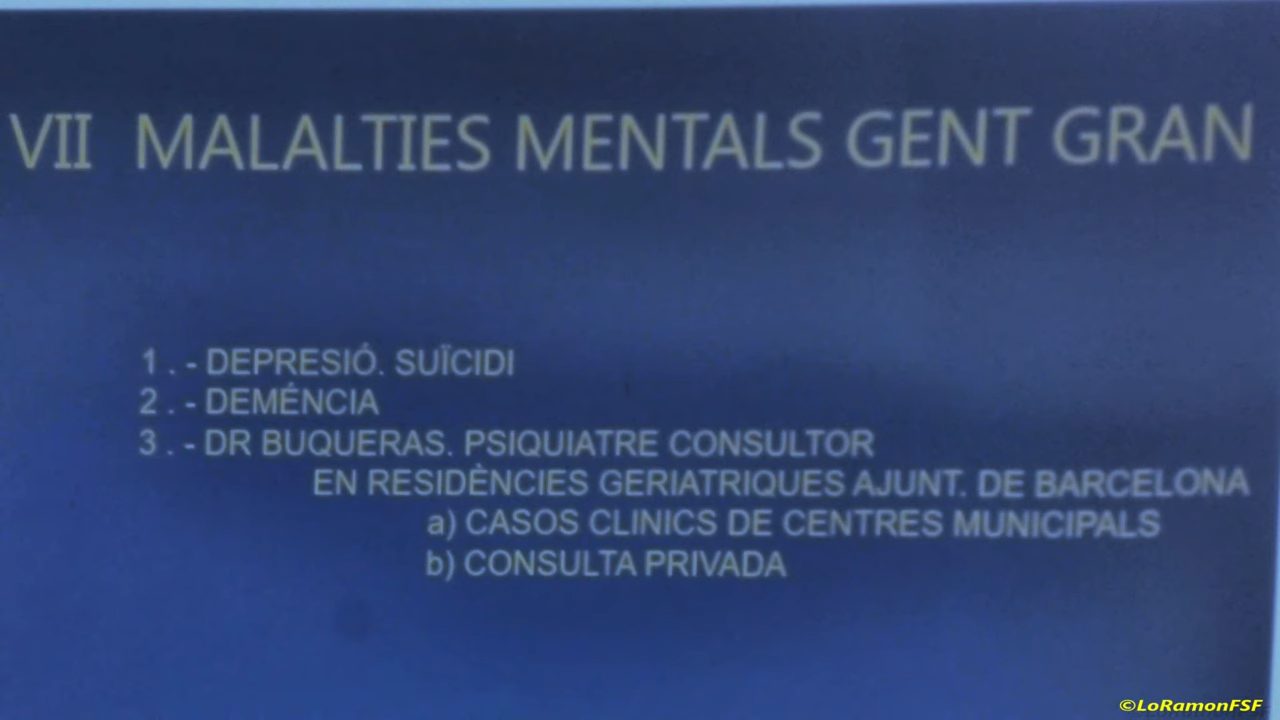 VII MALALTIES MENTALS GENT GRAN
1 . - DEPRESIÓ. SUÏCIDI
2 . - DEMÉNCIA
3 . - DR BUQUERAS. PSIQUIATRE CONSULTOR
EN RESIDÈNCIES GERIATRIQUES AJUNT. DE BARCELONA
a) CASOS CLINICS DE CENTRES MUNICIPALS
b) CONSULTA PRIVADA
©LoRamonFSF